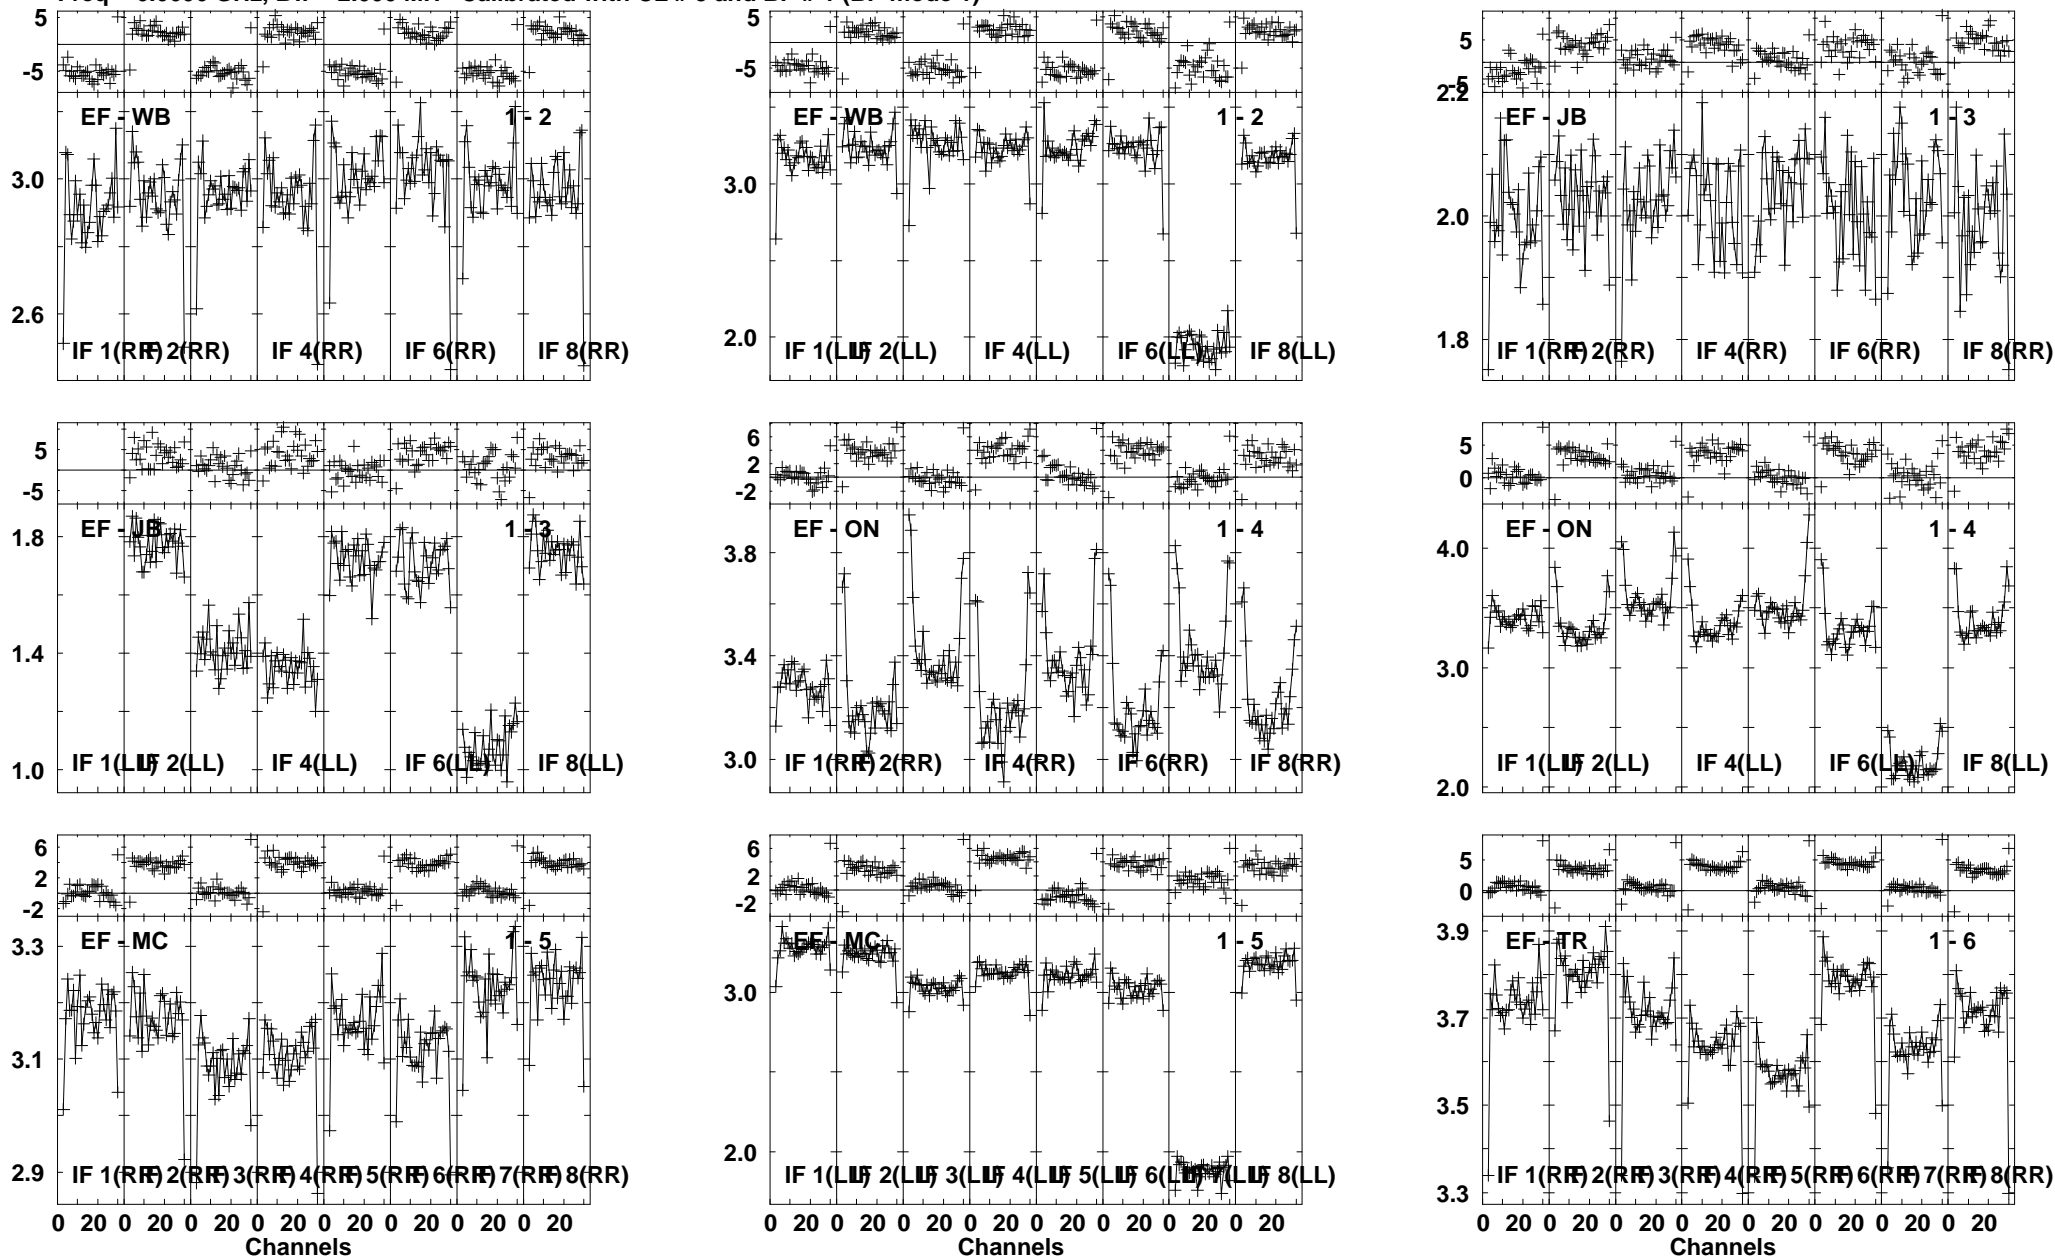 5
-5
EF - WB
1 - 2
3.0
2.6
IF 1(RR)
IF 2(RR)
IF 4(RR)
IF 6(RR)
IF 8(RR)
5
-5
EF - WB
1 - 2
3.0
2.0
IF 1(LL)
IF 2(LL)
IF 4(LL)
IF 6(LL)
IF 8(LL)
5
-5
2.2
EF - JB
1 - 3
2.0
1.8
IF 1(RR)
IF 2(RR)
IF 4(RR)
IF 6(RR)
IF 8(RR)
5
-5
EF - JB
1 - 3
1.8
1.4
1.0
IF 1(LL)
IF 2(LL)
IF 4(LL)
IF 6(LL)
IF 8(LL)
6
2
-2
EF - ON
1 - 4
3.8
3.4
3.0
IF 1(RR)
IF 2(RR)
IF 4(RR)
IF 6(RR)
IF 8(RR)
5
0
EF - ON
1 - 4
4.0
3.0
2.0
IF 1(LL)
IF 2(LL)
IF 4(LL)
IF 6(LL)
IF 8(LL)
6
2
-2
EF - MC
1 - 5
3.3
3.1
2.9
IF 1(RR)
IF 2(RR)
IF 3(RR)
IF 4(RR)
IF 5(RR)
IF 6(RR)
IF 7(RR)
IF 8(RR)
0 20 0 20 0 20 0 20 0 20 0 20 0 20 0 20
Channels
6
2
-2
EF - MC
1 - 5
3.0
2.0
IF 1(LL)
IF 2(LL)
IF 3(LL)
IF 4(LL)
IF 5(LL)
IF 6(LL)
IF 7(LL)
IF 8(LL)
0 20 0 20 0 20 0 20 0 20 0 20 0 20 0 20
Channels
5
0
EF - TR
1 - 6
3.9
3.7
3.5
3.3
IF 1(RR)
IF 2(RR)
IF 3(RR)
IF 4(RR)
IF 5(RR)
IF 6(RR)
IF 7(RR)
IF 8(RR)
0 20 0 20 0 20 0 20 0 20 0 20 0 20 0 20
Channels